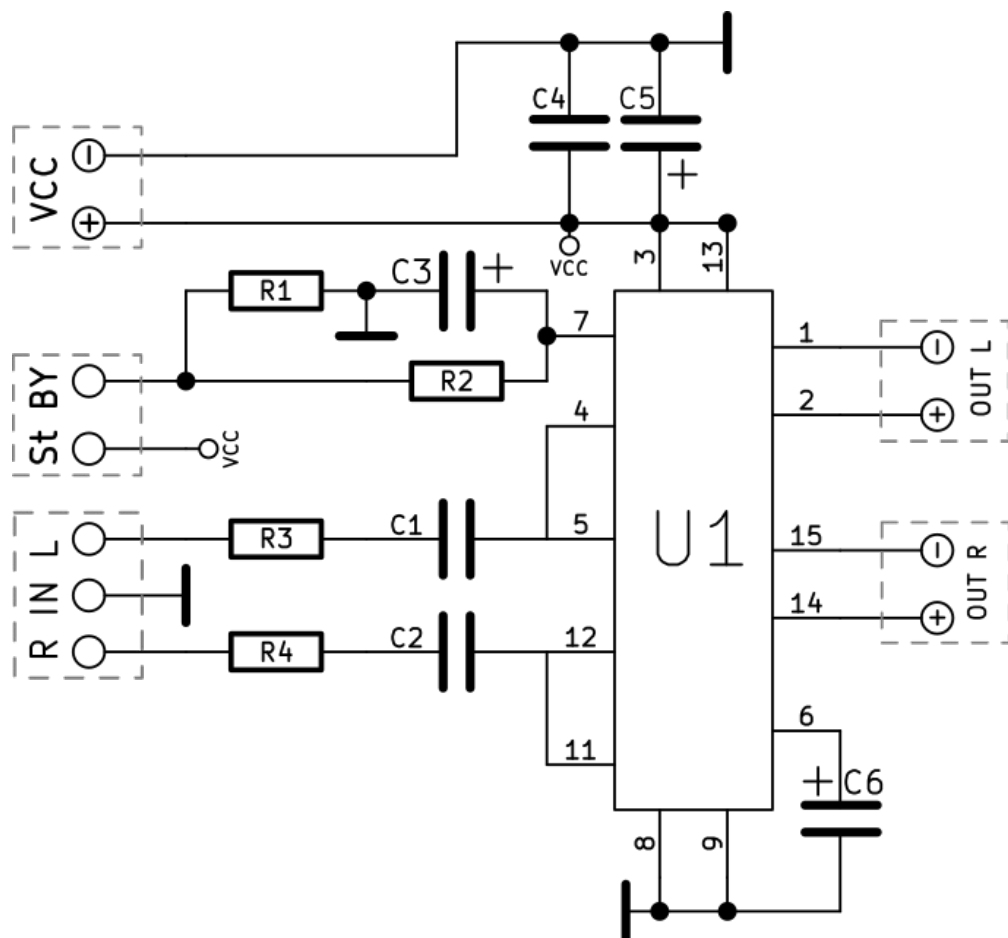 C4
C5
+
VCC
−
+
VCC
3
13
R1
C3
+
7
R2
St BY
VCC
4
5
L
IN
R
R3
C1
R4
C2
12
11
U1
1
2
−
+
OUT L
15
14
−
+
OUT R
6
+
C6
8
9